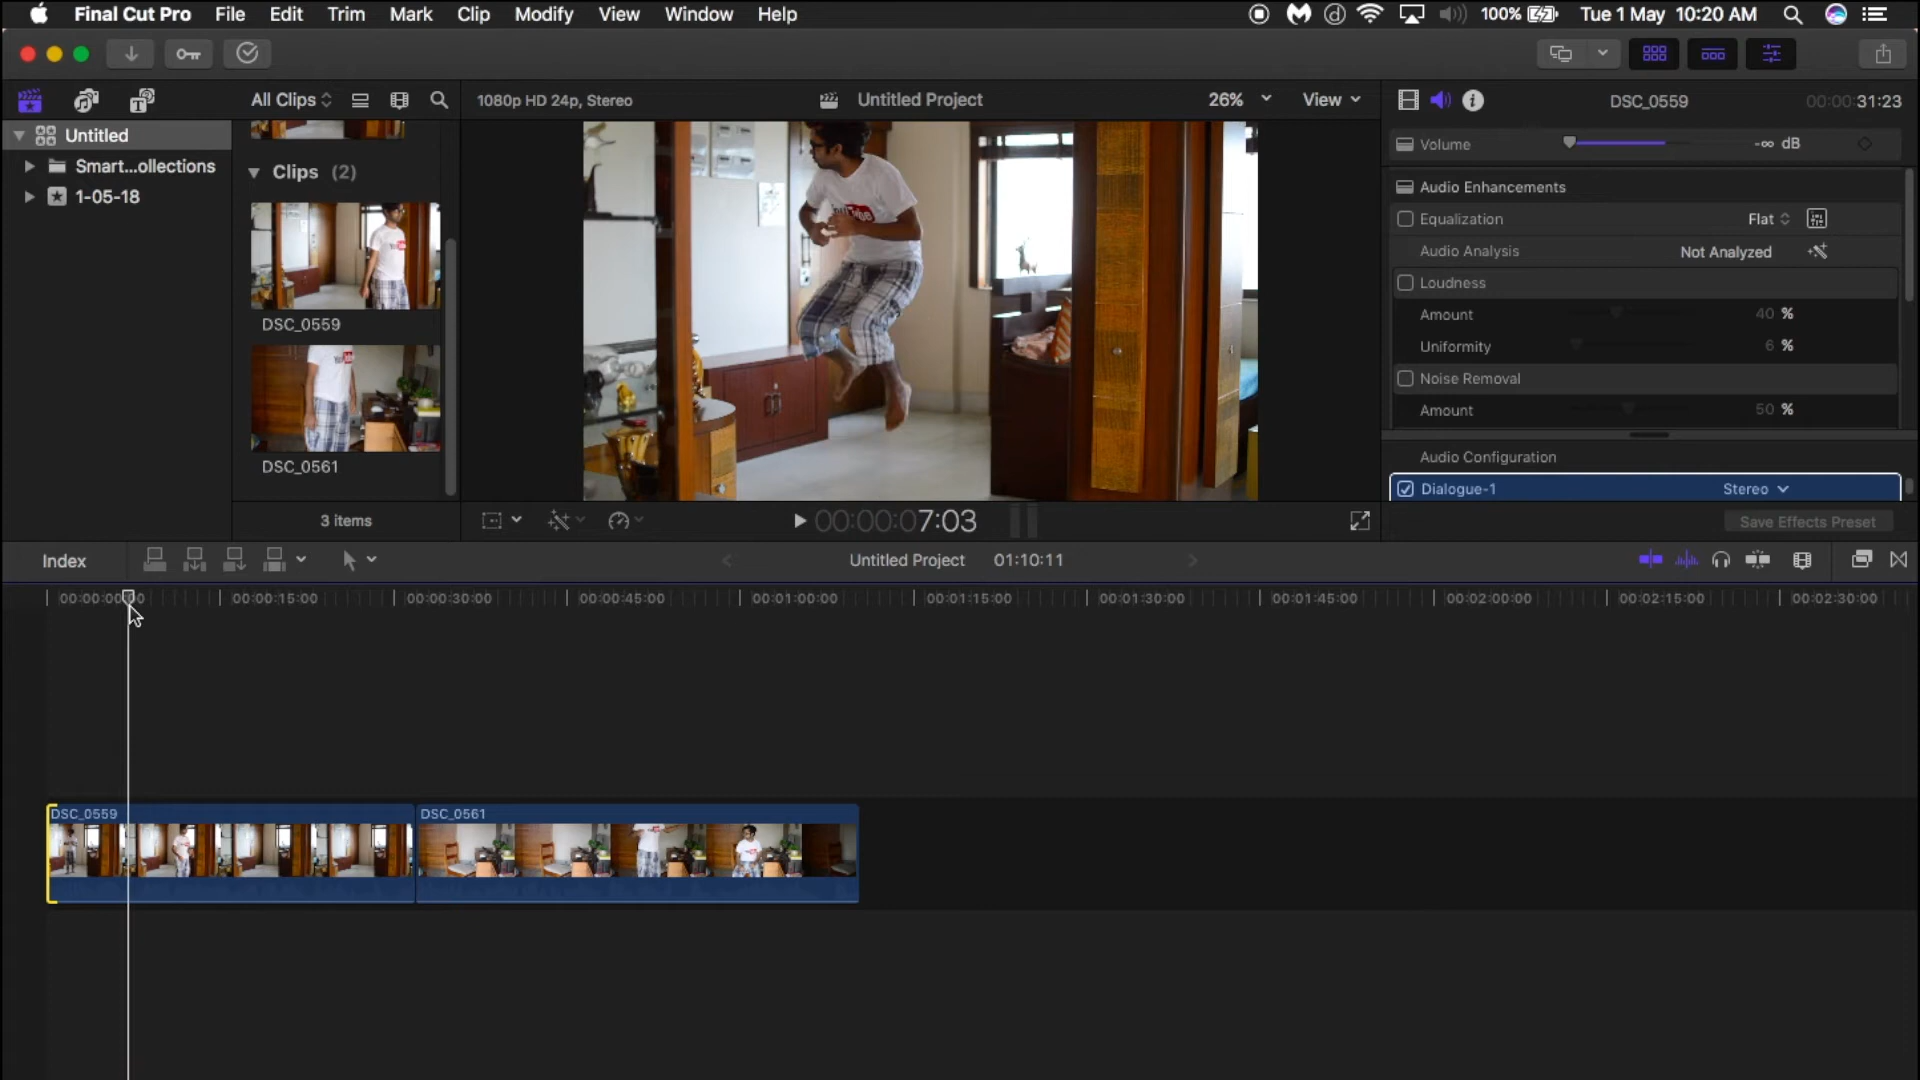 Final Cut Pro File Edit Trim Mark Clip Modify View Window Help 100% Tue 1 May 10:20 AM
All Clips 1080p HD 24p, Stereo Untitled Project 26% View DSC_0559 00:00:31:23
Untitled
Smart...ollections
1-05-18
Clips (2)
DSC_0559
DSC_0561
3 items
YouTube
00:00:07:03
Volume -∞ dB
Audio Enhancements
Equalization Flat
Audio Analysis Not Analyzed
Loudness
Amount 40 %
Uniformity 6 %
Noise Removal
Amount 50 %
Audio Configuration
Dialogue-1 Stereo
Save Effects Preset
Index Untitled Project 01:10:11
00:00:00:00 00:00:15:00 00:00:30:00 00:00:45:00 00:01:00:00 00:01:15:00 00:01:30:00 00:01:45:00 00:02:00:00 00:02:15:00 00:02:30:00
DSC_0559 DSC_0561